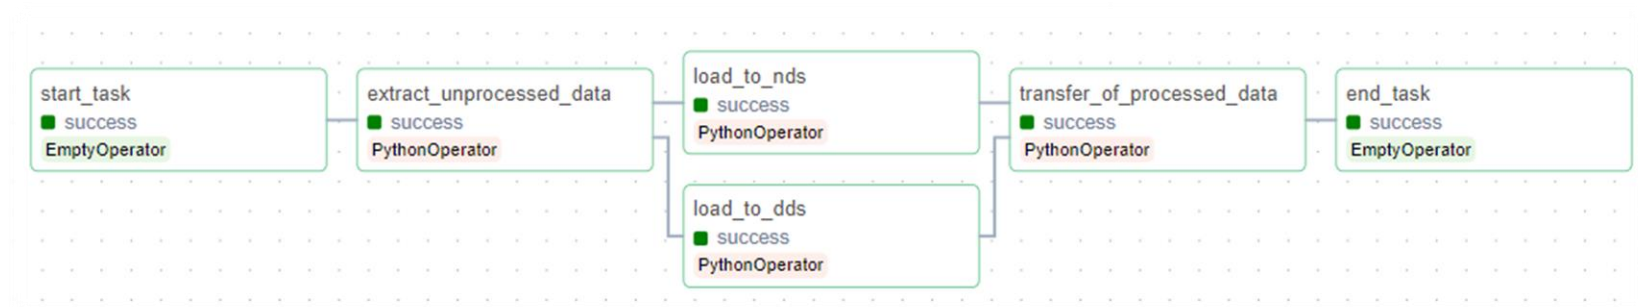 start_task
success
EmptyOperator
extract_unprocessed_data
success
PythonOperator
load_to_nds
success
PythonOperator
load_to_dds
success
PythonOperator
transfer_of_processed_data
success
PythonOperator
end_task
success
EmptyOperator